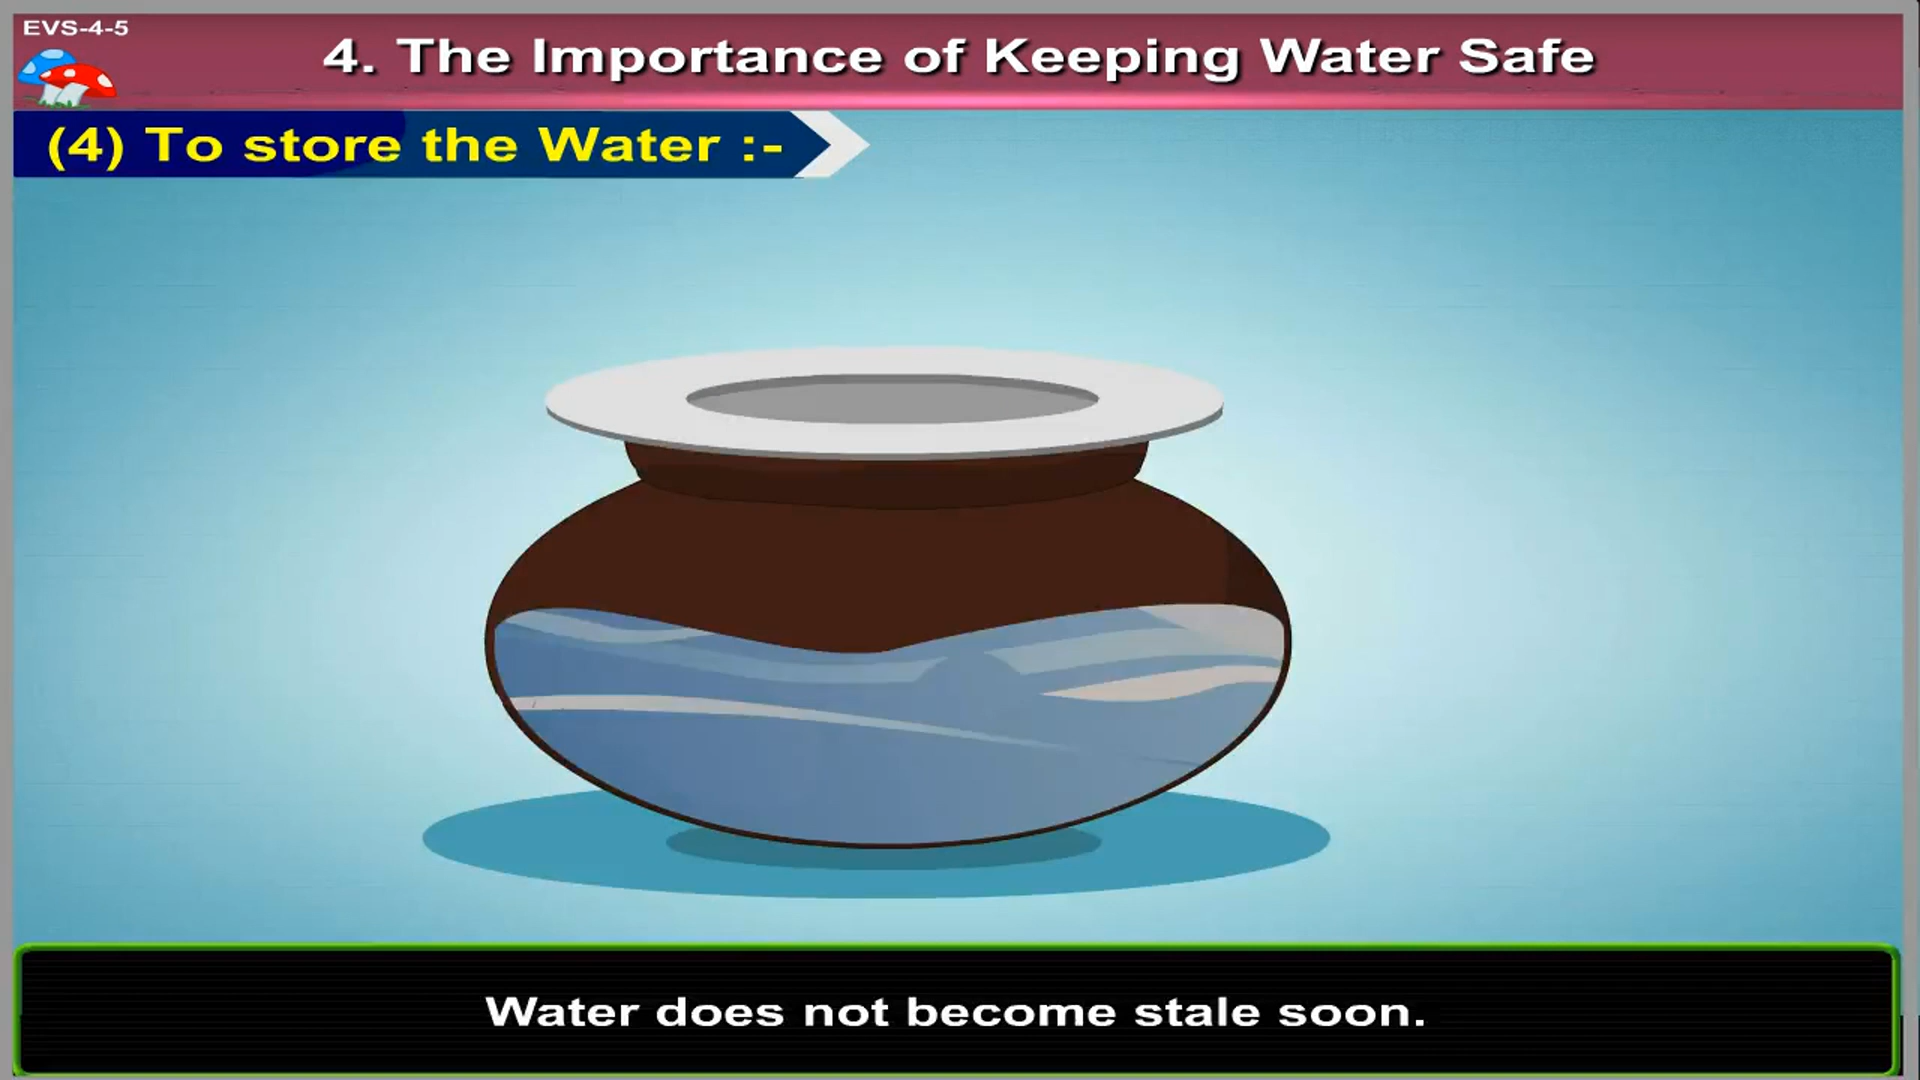 EVS-4-5
4. The Importance of Keeping Water Safe
(4) To store the Water :-
Water does not become stale soon.